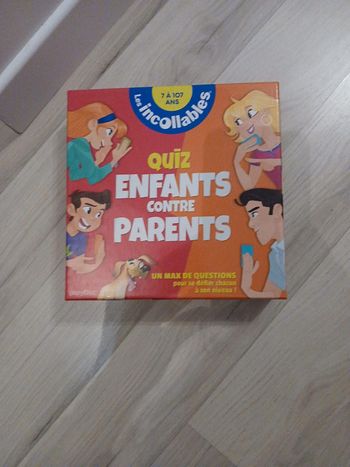 7 À 107
ANS
Les
incollables
QUIZ
ENFANTS
CONTRE
PARENTS
UN MAX DE QUESTIONS
pour se défier chacun
à son niveau !